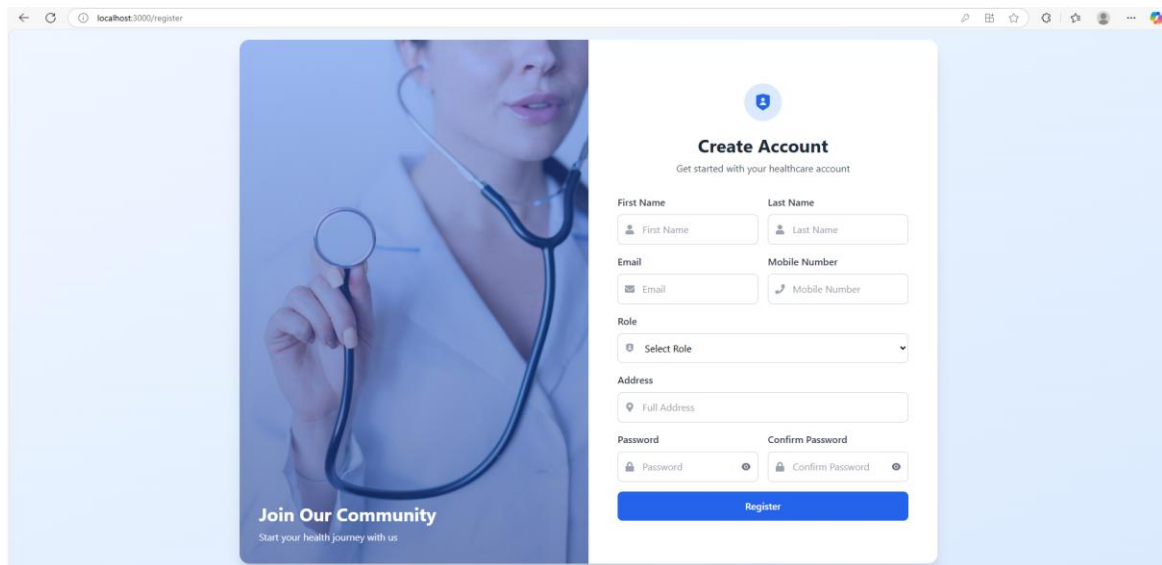 localhost:3000/register
Create Account
Get started with your healthcare account
First Name Last Name
First Name Last Name
Email Mobile Number
Email Mobile Number
Role
Select Role
Address
Full Address
Password Confirm Password
Password Confirm Password
Register
Join Our Community
Start your health journey with us